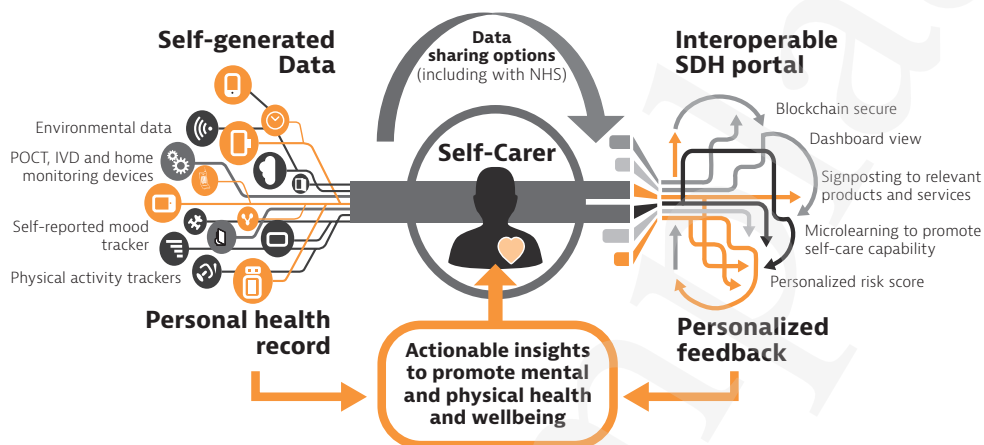 Self-generated
Data
Environmental data
POCT, IVD and home
monitoring devices
Self-reported mood
tracker
Physical activity trackers
Personal health
record
Data
sharing options
(including with NHS)
Self-Carer
Actionable insights
to promote mental
and physical health
and wellbeing
Interoperable
SDH portal
Blockchain secure
Dashboard view
Signposting to relevant
products and services
Microlearning to promote
self-care capability
Personalized risk score
Personalized
feedback